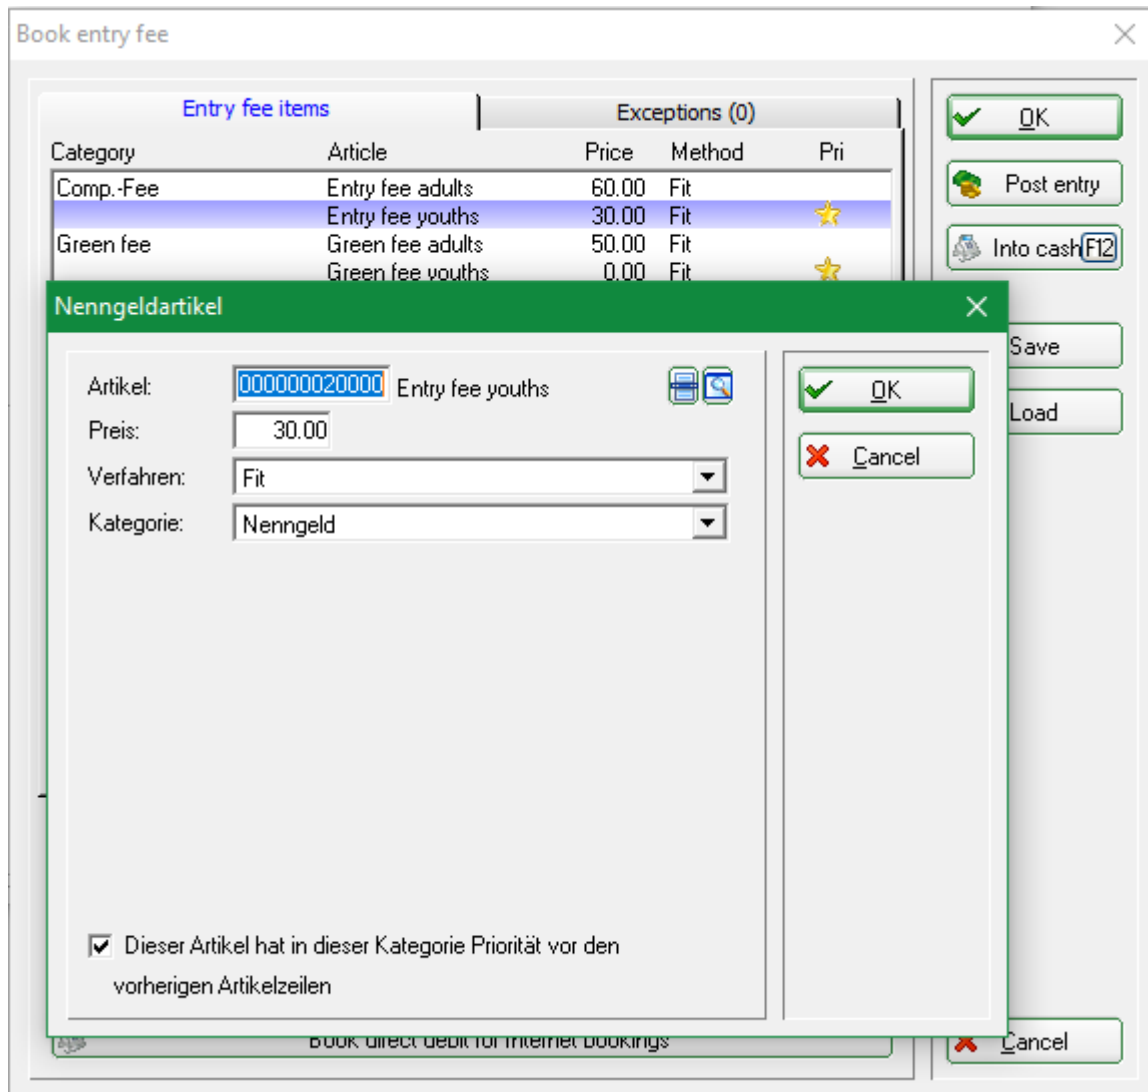 Book entry fee
Entry fee items Exceptions (0)
Category Article Price Method Pri
Comp.-Fee Entry fee adults 60.00 Fit
Entry fee youths 30.00 Fit
Green fee Green fee adults 50.00 Fit
Green fee youths 0.00 Fit
OK
Post entry
Into cash F12
Save
Load
Nenngeldartikel
Artikel: 000000020000 Entry fee youths
Preis: 30.00
Verfahren: Fit
Kategorie: Nenngeld
OK
Cancel
Dieser Artikel hat in dieser Kategorie Priorität vor den
vorherigen Artikelzeilen
Book direct debit for Internet bookings
Cancel